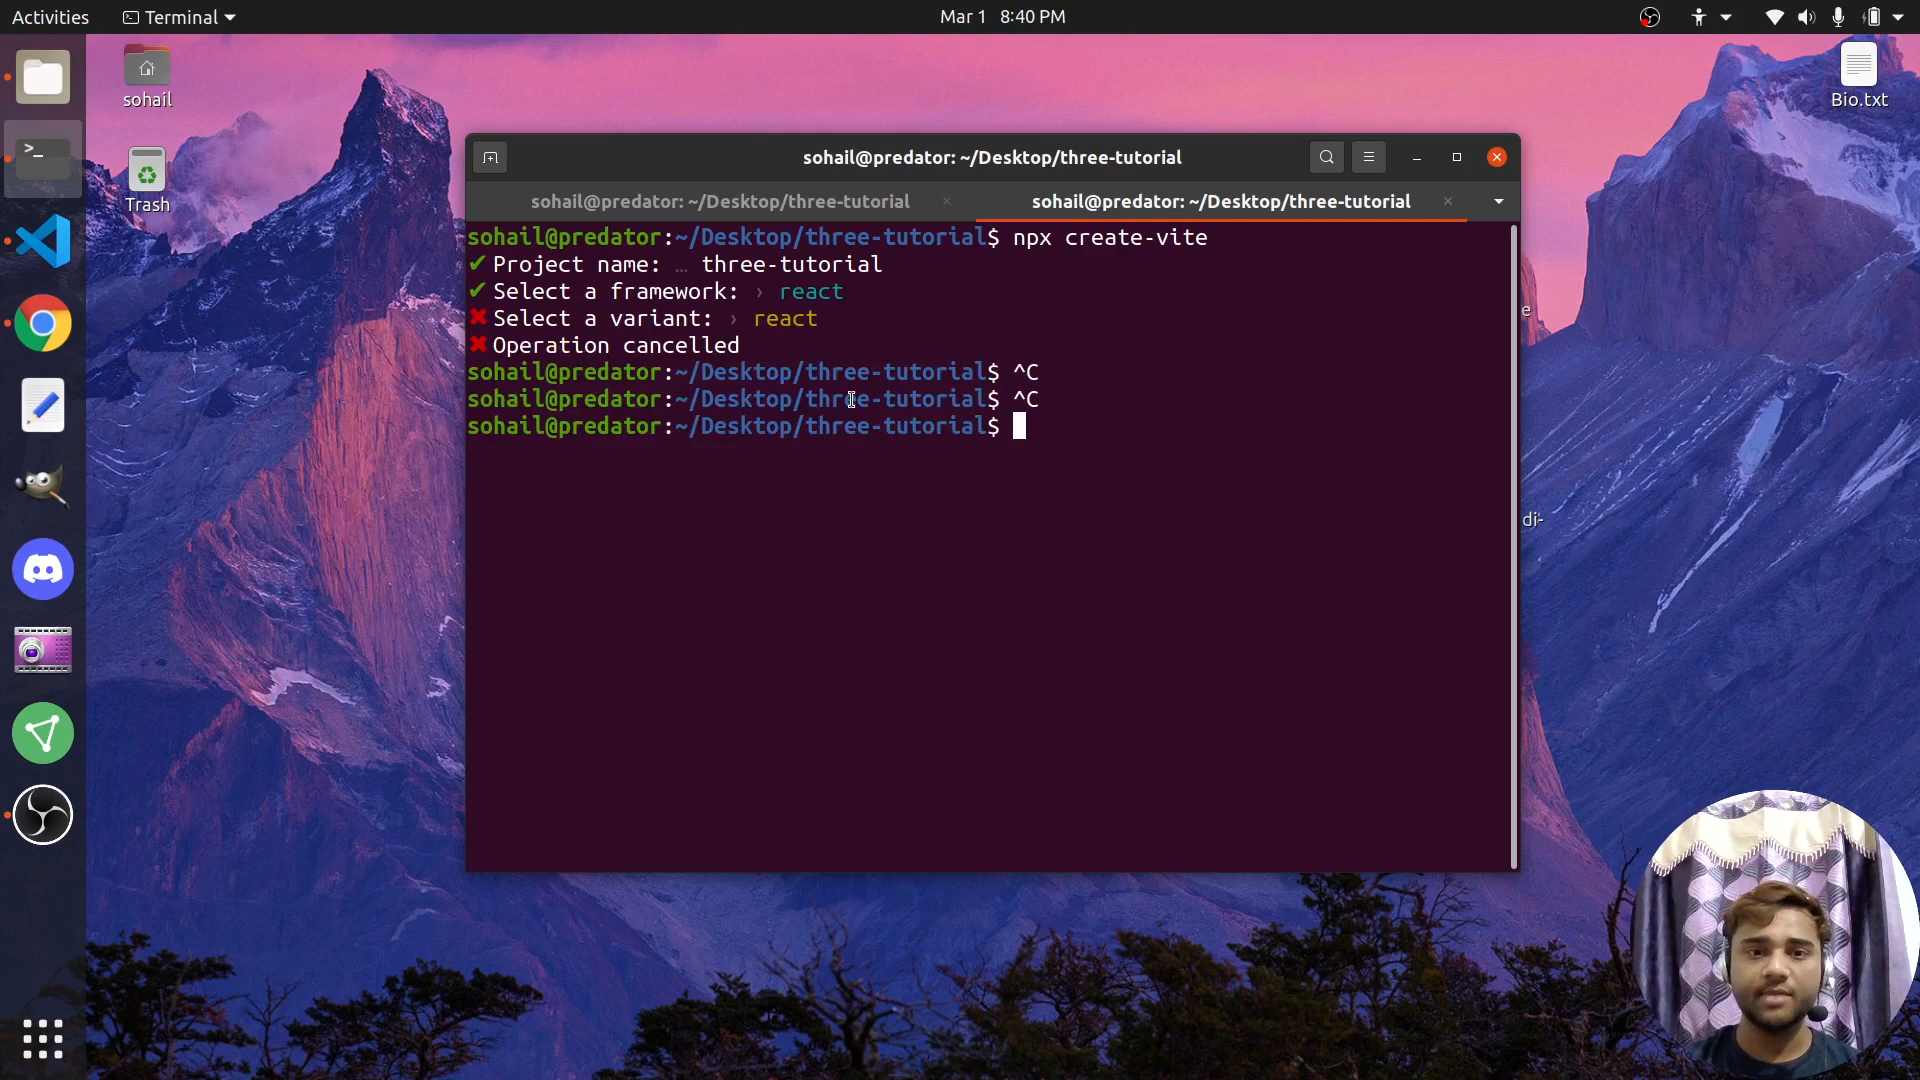 Activities
Terminal
Mar 1 8:40 PM
sohail
Trash
Bio.txt
sohail@predator: ~/Desktop/three-tutorial
sohail@predator: ~/Desktop/three-tutorial × sohail@predator: ~/Desktop/three-tutorial ×
sohail@predator:~/Desktop/three-tutorial$ npx create-vite
✔ Project name: … three-tutorial
✔ Select a framework: › react
✖ Select a variant: › react
✖ Operation cancelled
sohail@predator:~/Desktop/three-tutorial$ ^C
sohail@predator:~/Desktop/three-tutorial$ ^C
sohail@predator:~/Desktop/three-tutorial$
e
di-